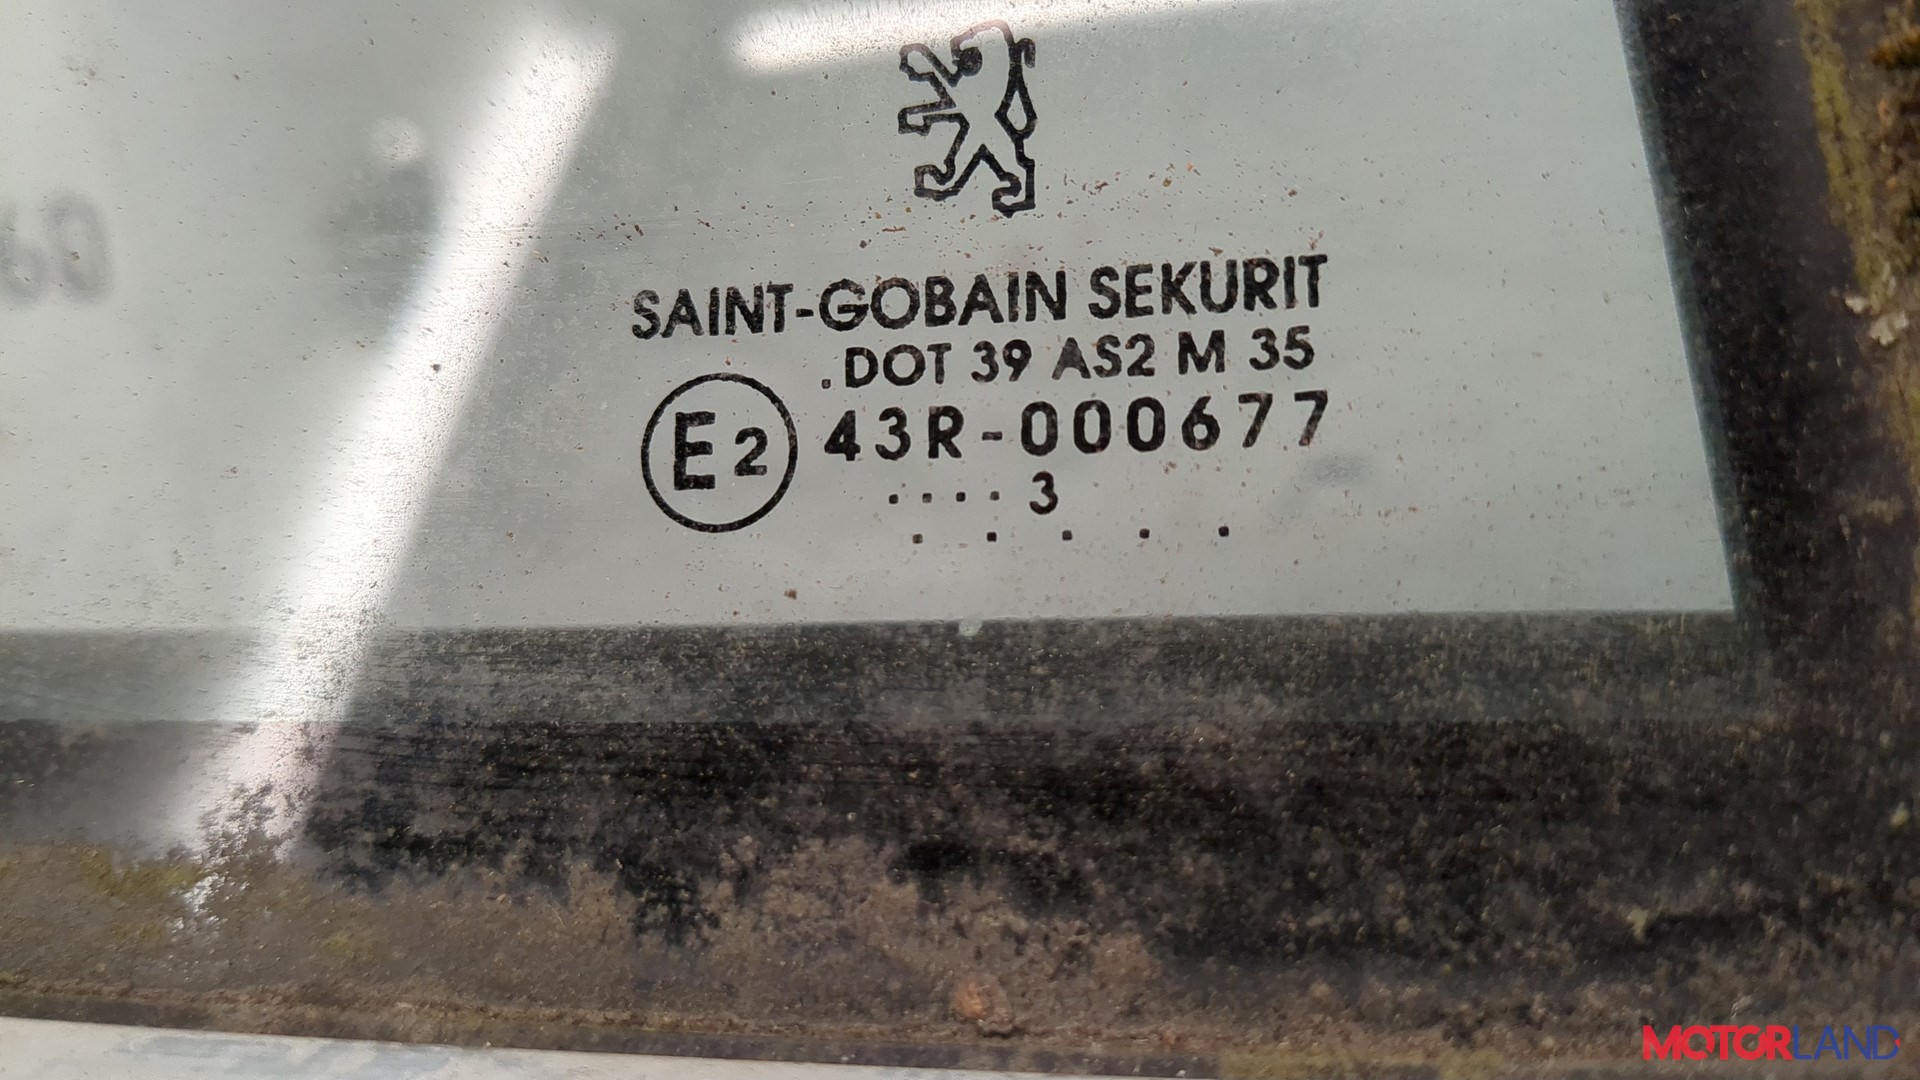 SAINT-GOBAIN SEKURIT
.DOT 39 AS2 M 35
E2 43R-000677
....3
. . . . .
MOTORLAND